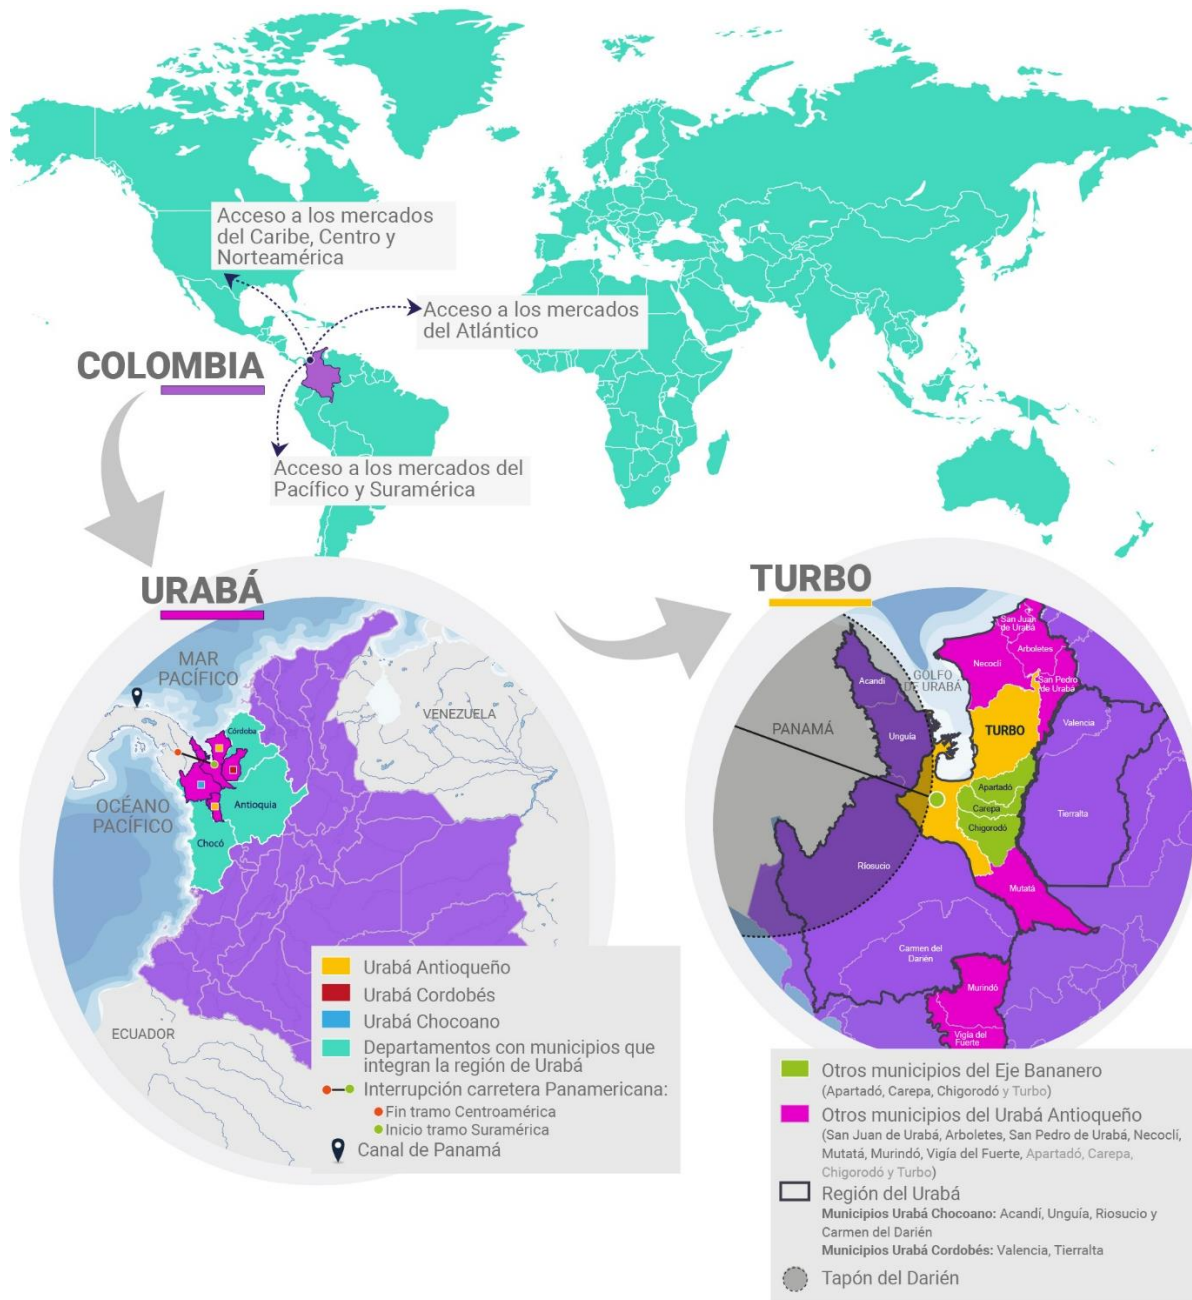 Acceso a los mercados
del Caribe, Centro y
Norteamérica
Acceso a los mercados
del Atlántico
COLOMBIA
Acceso a los mercados del
Pacífico y Suramérica
URABÁ
MAR
PACÍFICO
VENEZUELA
Córdoba
Antioquia
OCÉANO
PACÍFICO
Chocó
ECUADOR
Urabá Antioqueño
Urabá Cordobés
Urabá Chocoano
Departamentos con municipios que
integran la región de Urabá
Interrupción carretera Panamericana:
Fin tramo Centroamérica
Inicio tramo Suramérica
Canal de Panamá
TURBO
San Juan
de Urabá
Arboletes
Necoclí
San Pedro
de Urabá
Acandí
GOLFO
DE URABÁ
PANAMÁ
Unguía
TURBO
Valencia
Apartadó
Carepa
Chigorodó
Tierralta
Riosucio
Mutatá
Carmen del
Darién
Murindó
Vigía del
Fuerte
Otros municipios del Eje Bananero
(Apartadó, Carepa, Chigorodó y Turbo)
Otros municipios del Urabá Antioqueño
(San Juan de Urabá, Arboletes, San Pedro de Urabá, Necoclí,
Mutatá, Murindó, Vigía del Fuerte, Apartadó, Carepa,
Chigorodó y Turbo)
Región del Urabá
Municipios Urabá Chocoano: Acandí, Unguía, Riosucio y
Carmen del Darién
Municipios Urabá Cordobés: Valencia, Tierralta
Tapón del Darién